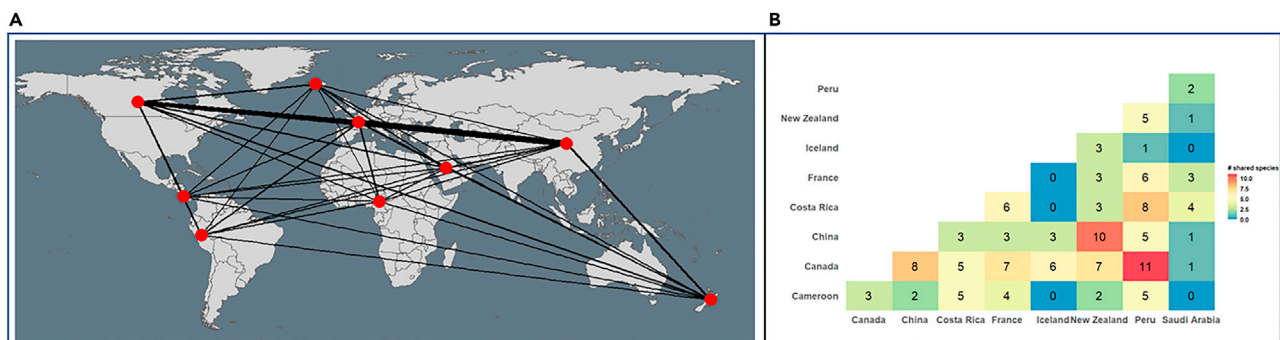 A
B
Peru 2
New Zealand 5 1
Iceland 3 1 0
France 0 3 6 3
Costa Rica 6 0 3 8 4
China 3 3 3 10 5 1
Canada 8 5 7 6 7 11 1
Cameroon 3 2 5 4 0 2 5 0
Canada China Costa Rica France Iceland New Zealand Peru Saudi Arabia
# shared species
10.0
7.5
5.0
2.5
0.0